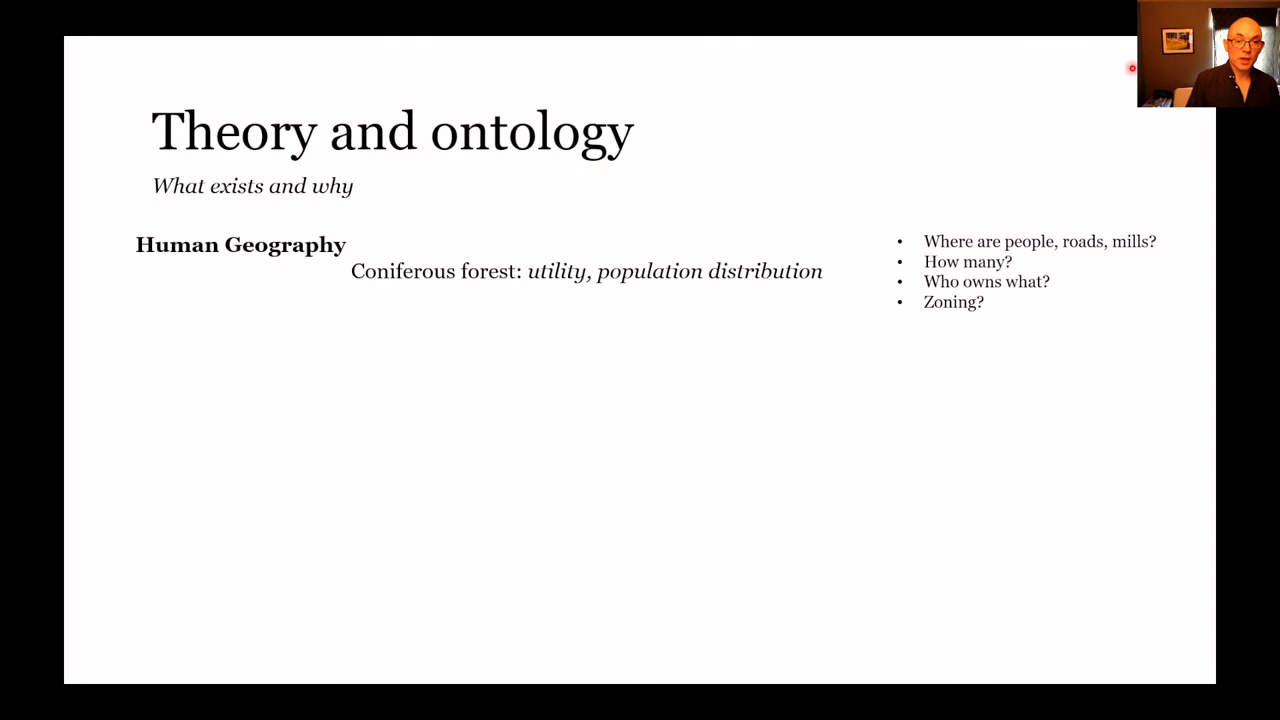 Theory and ontology
What exists and why
Human Geography
Coniferous forest: utility, population distribution
• Where are people, roads, mills?
• How many?
• Who owns what?
• Zoning?